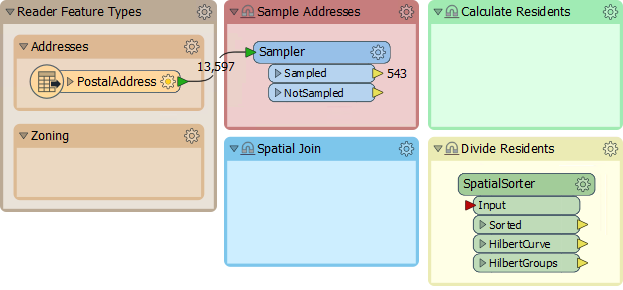 Reader Feature Types
Addresses
PostalAddress
13,597
Zoning
Sample Addresses
Sampler
Sampled
543
NotSampled
Spatial Join
Calculate Residents
Divide Residents
SpatialSorter
Input
Sorted
HilbertCurve
HilbertGroups